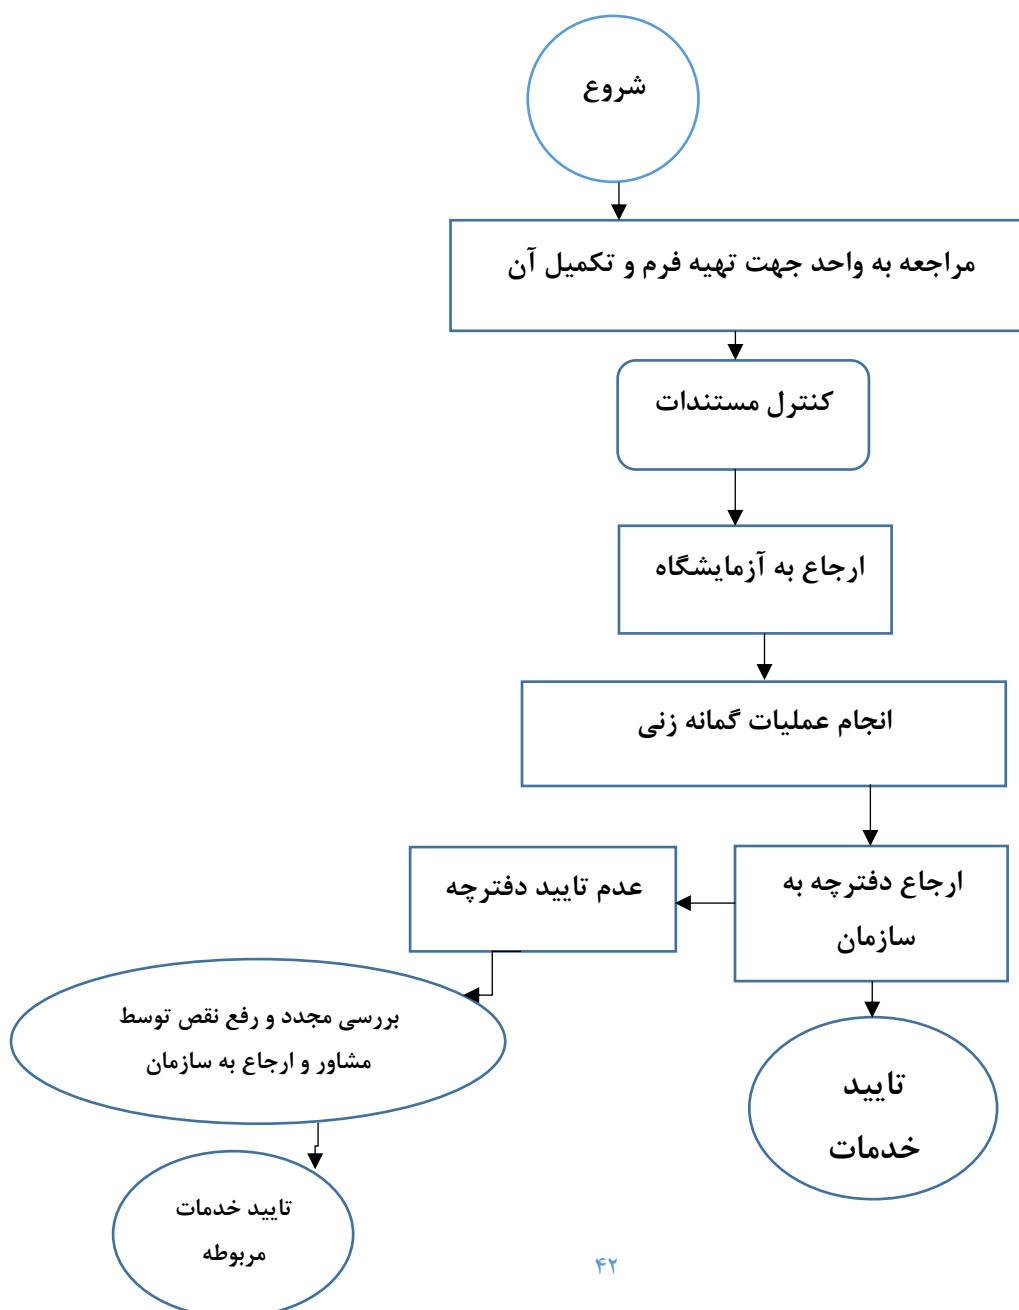 شروع
مراجعه به واحد جهت تهیه فرم و تکمیل آن
کنترل مستندات
ارجاع به آزمایشگاه
انجام عملیات گمانه زنی
ارجاع دفترچه به
سازمان
عدم تایید دفترچه
بررسی مجدد و رفع نقص توسط
مشاور و ارجاع به سازمان
تایید
خدمات
تایید خدمات
مربوطه
۴۲